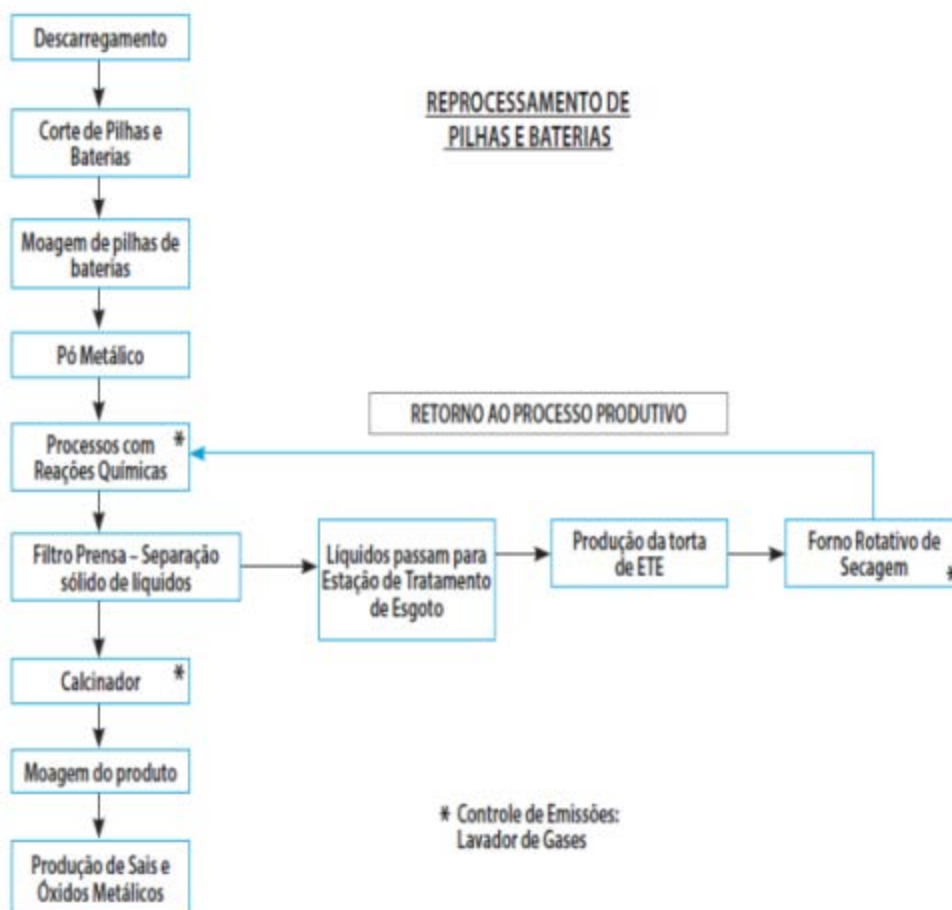 Descarregamento
REPROCESSAMENTO DE
PILHAS E BATERIAS
Corte de Pilhas e
Baterias
Moagem de pilhas de
baterias
Pó Metálico
RETORNO AO PROCESSO PRODUTIVO
Processos com *
Reações Químicas
Filtro Prensa – Separação
sólido de líquidos
Líquidos passam para
Estação de Tratamento
de Esgoto
Produção da torta
de ETE
Forno Rotativo de
Secagem *
Calcinador *
Moagem do produto
* Controle de Emissões:
Lavador de Gases
Produção de Sais e
Óxidos Metálicos